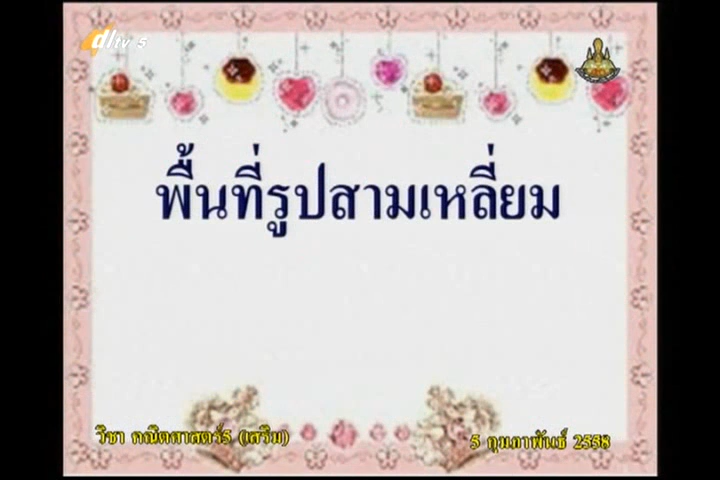 dltv 5
พื้นที่รูปสามเหลี่ยม
วิชา คณิตศาสตร์5 (เสริม)
5 กุมภาพันธ์ 2558